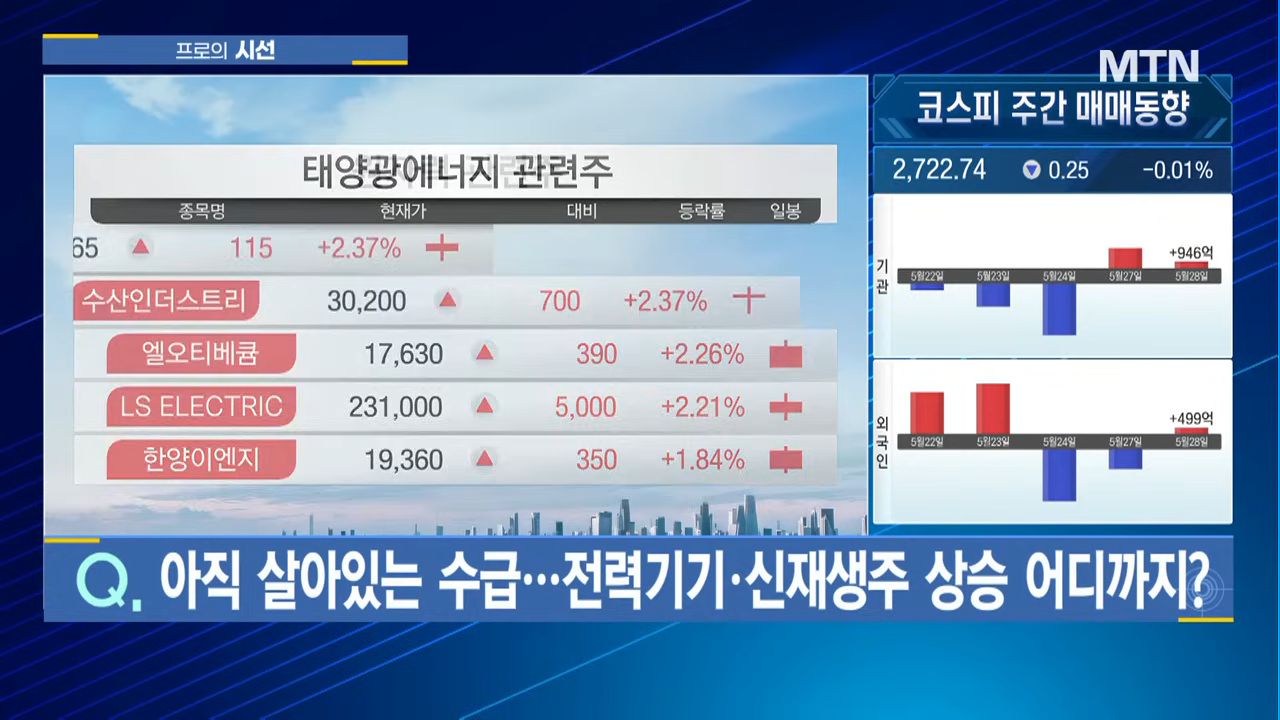 프로의 시선
MTN
태양광에너지 관련주
종목명 현재가 대비 등락률 일봉
65 ▲ 115 +2.37%
수산인더스트리 30,200 ▲ 700 +2.37%
엘오티베큠 17,630 ▲ 390 +2.26%
LS ELECTRIC 231,000 ▲ 5,000 +2.21%
한양이엔지 19,360 ▲ 350 +1.84%
코스피 주간 매매동향
2,722.74 ▼ 0.25 -0.01%
기관
+946억
5월22일 5월23일 5월24일 5월27일 5월28일
외국인
+499억
5월22일 5월23일 5월24일 5월27일 5월28일
Q. 아직 살아있는 수급…전력기기·신재생주 상승 어디까지?